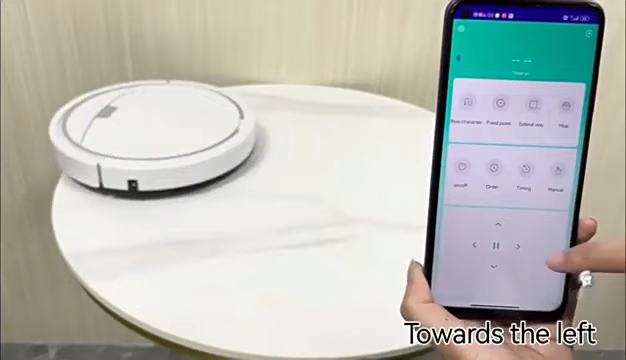 Bow character Fixed point Extend way Mop
on/off Order Timing Manual
Towards the left